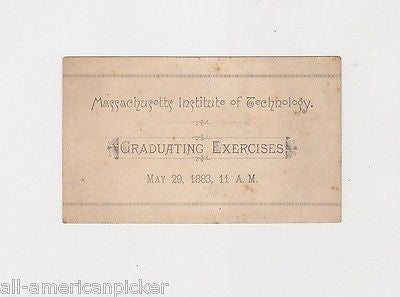 Massachusetts Institute of Technology.
Graduating Exercises
May 29, 1883, 11 A. M.
all-americanpicker